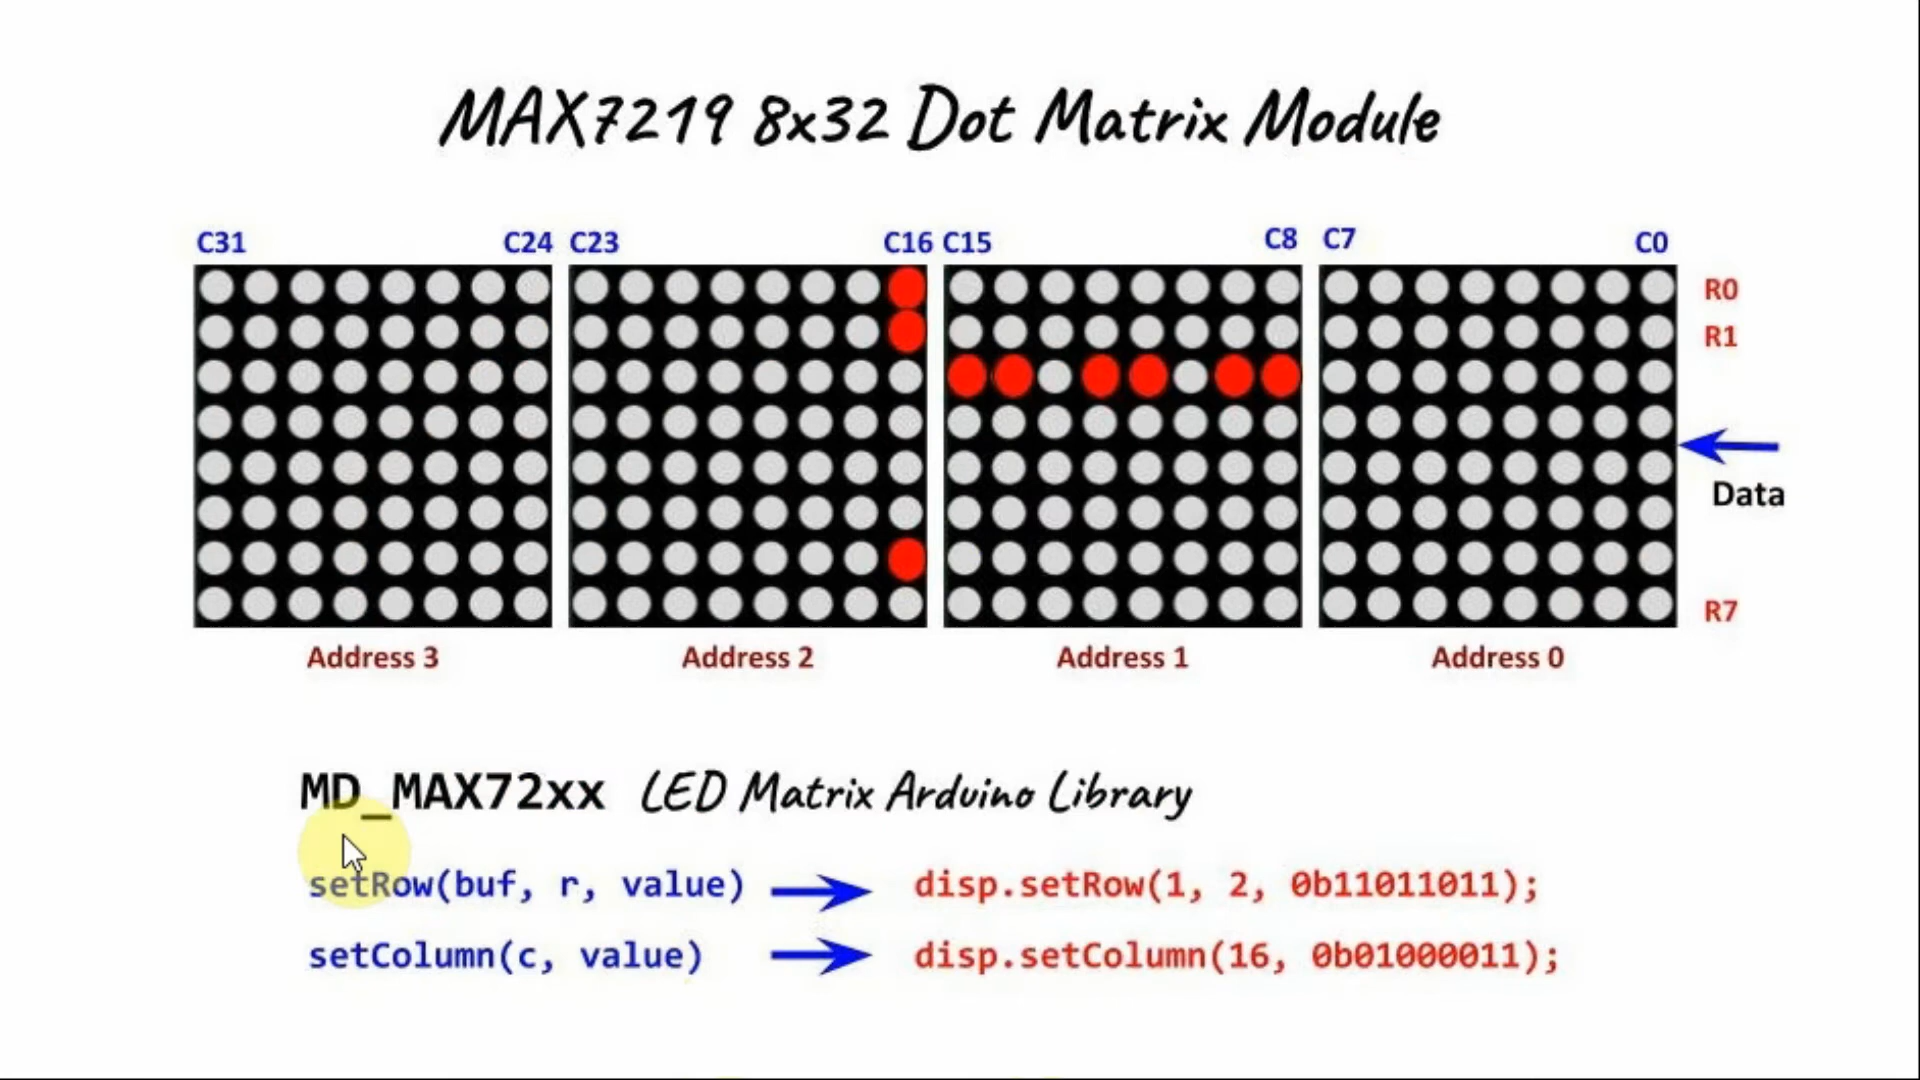 MAX7219 8x32 Dot Matrix Module
C31 C24 C23 C16 C15 C8 C7 C0
R0
R1
Data
R7
Address 3 Address 2 Address 1 Address 0
MD_MAX72xx LED Matrix Arduino Library
setRow(buf, r, value) disp.setRow(1, 2, 0b11011011);
setColumn(c, value) disp.setColumn(16, 0b01000011);